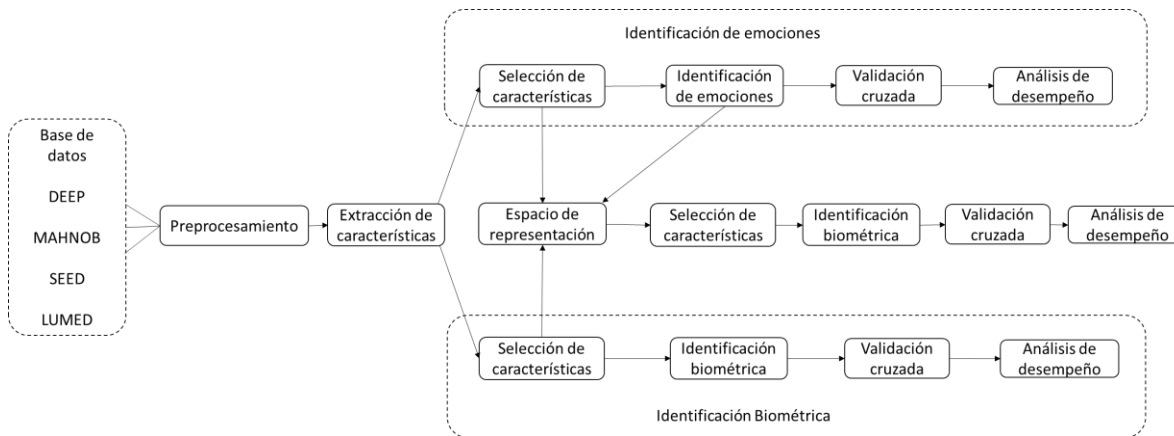 Identificación de emociones
Selección de
características
Identificación
de emociones
Validación
cruzada
Análisis de
desempeño
Base de
datos
DEEP
MAHNOB
SEED
LUMED
Preprocesamiento
Extracción de
características
Espacio de
representación
Selección de
características
Identificación
biométrica
Validación
cruzada
Análisis de
desempeño
Selección de
características
Identificación
biométrica
Validación
cruzada
Análisis de
desempeño
Identificación Biométrica